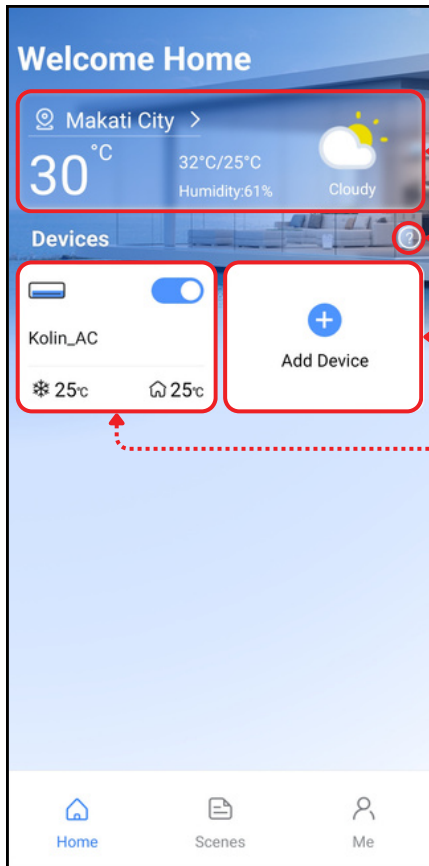 Welcome Home
Makati City >
30°C
32°C/25°C
Humidity:61%
Cloudy
Devices
?
Kolin_AC
25°C
25°C
Add Device
Home
Scenes
Me